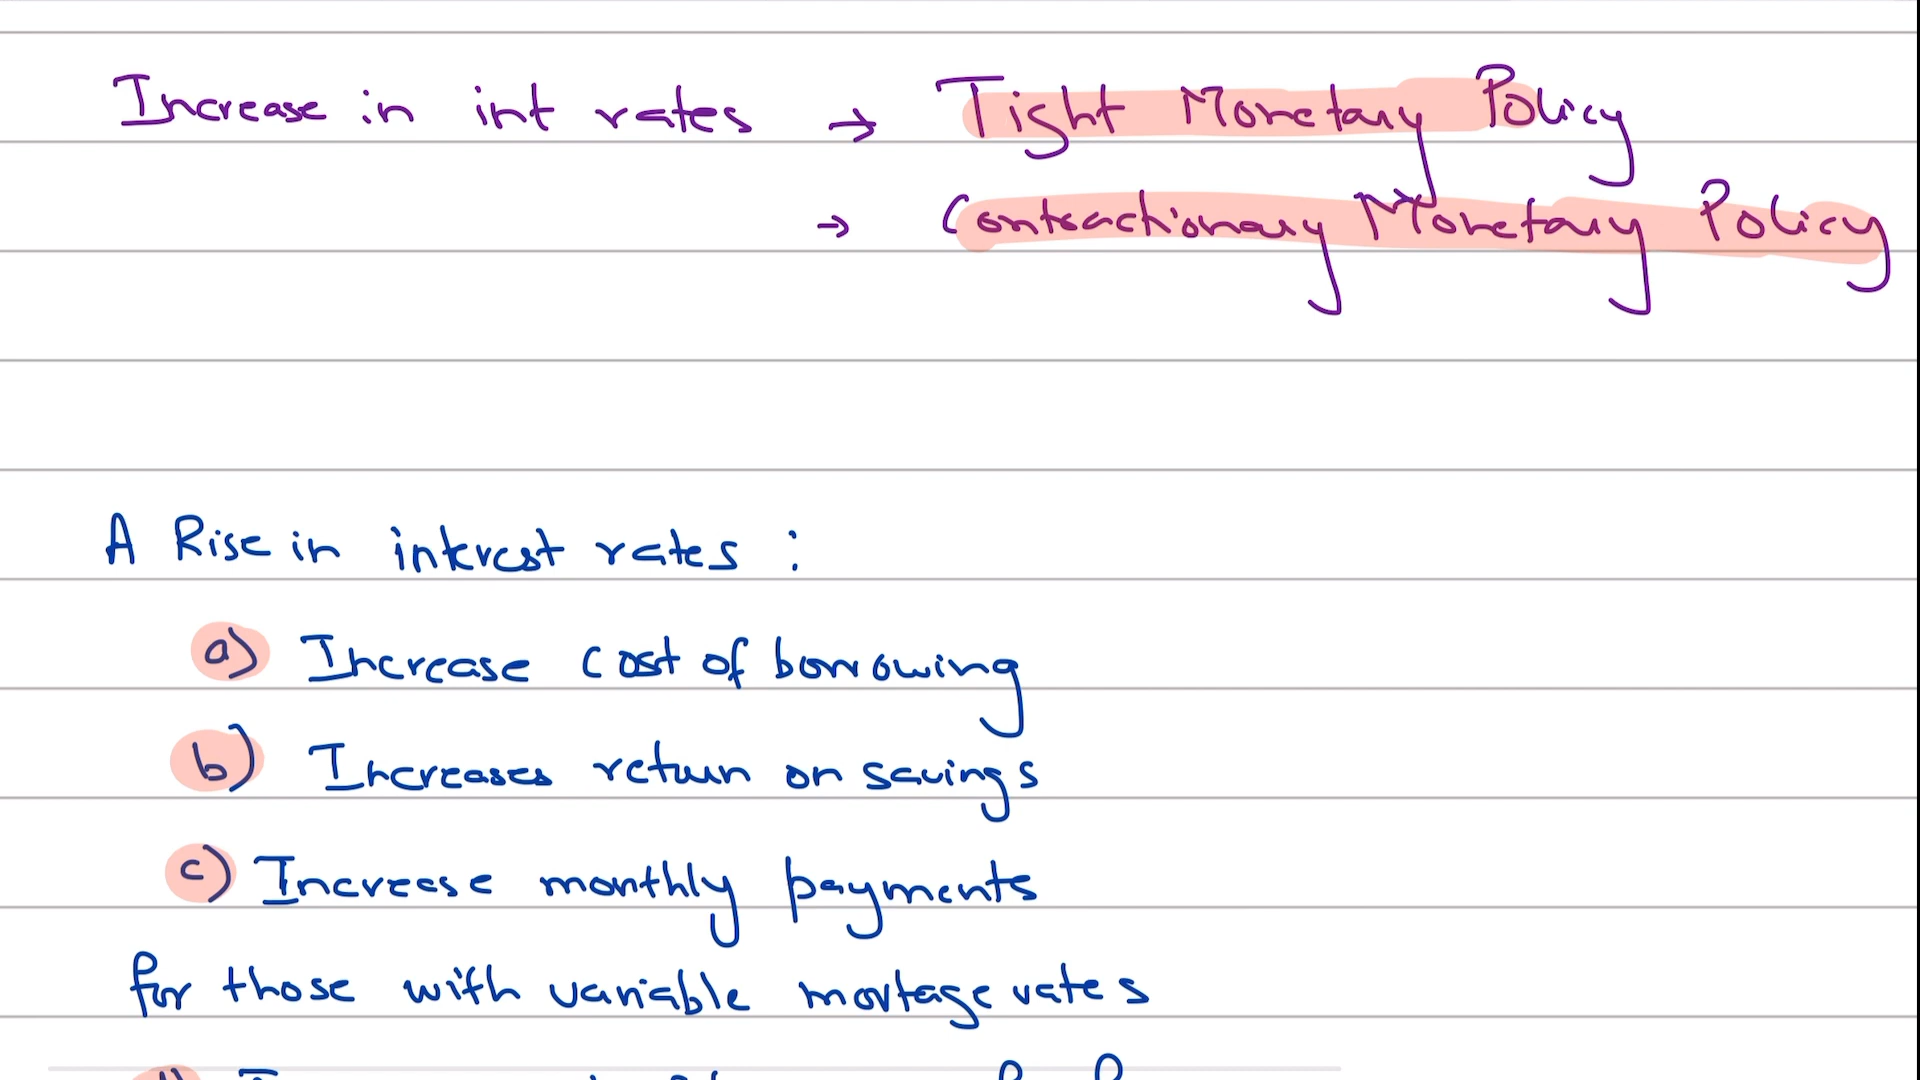 Increase in int rates → Tight Monetary Policy
→ Contractionary Monetary Policy
A Rise in interest rates :
a) Increase cost of borrowing
b) Increases return on savings
c) Increase monthly payments
for those with variable mortage rates